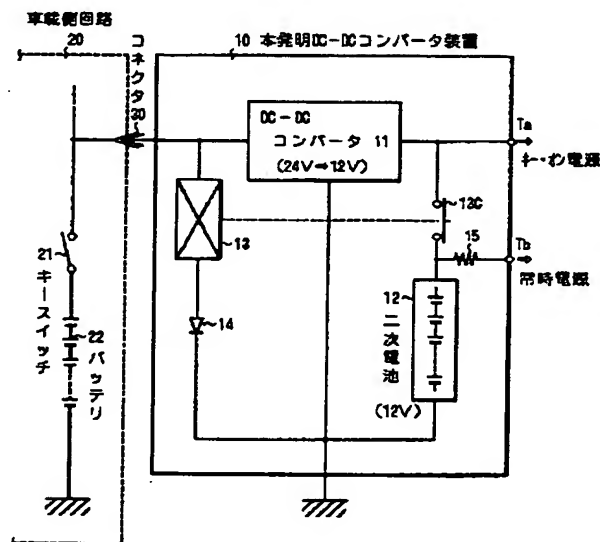 車載側回路
20
コネクタ
30
10 本発明DC-DCコンバータ装置
DC-DC
コンバータ 11
(24V→12V)
Ta
キーオン電源
13
13C
15
Tb
常時電源
21
キースイッチ
22
バッテリ
14
12
二次電池
(12V)